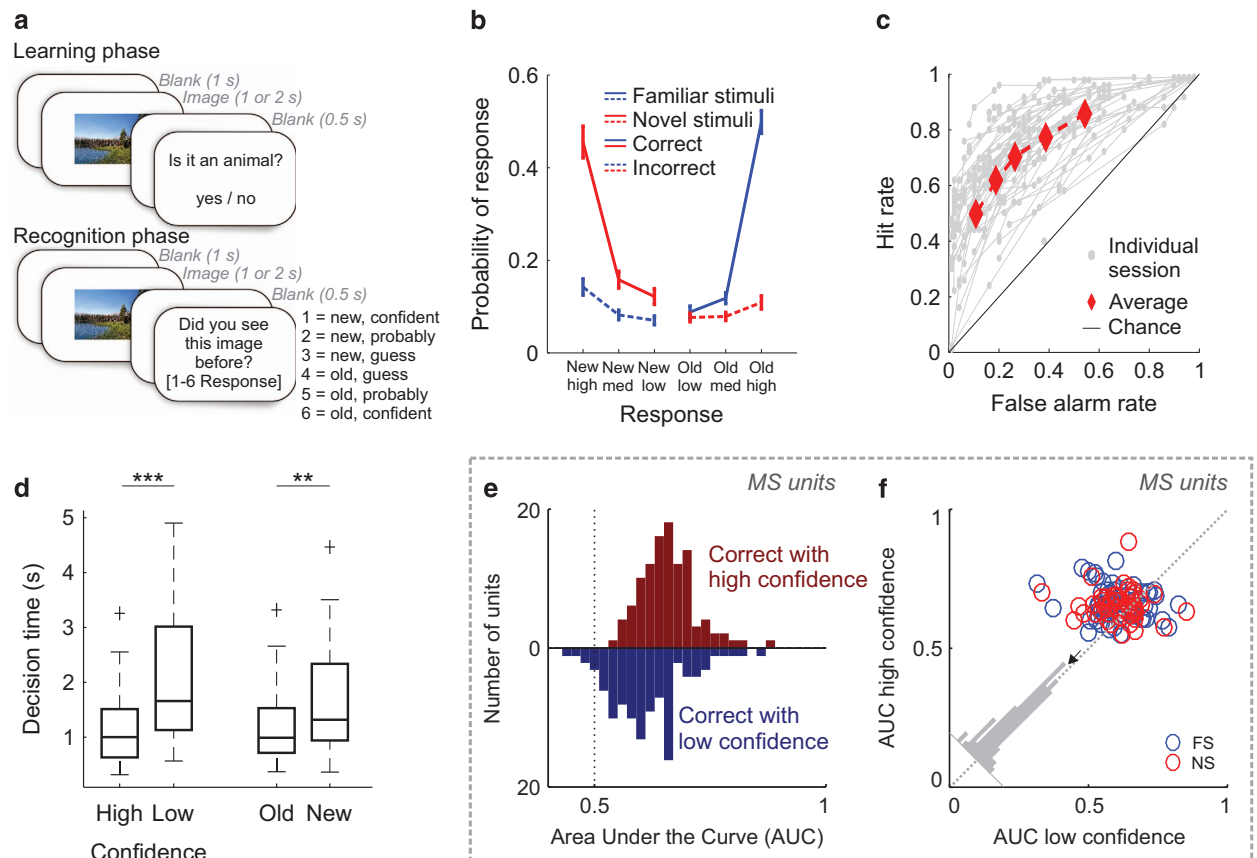 a
Learning phase
Blank (1 s)
Image (1 or 2 s)
Blank (0.5 s)
Is it an animal?
yes / no
Recognition phase
Blank (1s)
Image (1 or 2 s)
Blank (0.5 s)
Did you see
this image
before?
[1-6 Response]
1 = new, confident
2 = new, probably
3 = new, guess
4 = old, guess
5 = old, probably
6 = old, confident
b
Probability of response
0.6
0.4
0.2
0
Familiar stimuli
Novel stimuli
Correct
Incorrect
New high
New med
New low
Old low
Old med
Old high
Response
c
Hit rate
1
0.8
0.6
0.4
0.2
0
Individual
session
Average
Chance
0 0.2 0.4 0.6 0.8 1
False alarm rate
d
*** **
Decision time (s)
5
4
3
2
1
High Low Old New
Confidence
e
MS units
Number of units
20
0
20
Correct with
high confidence
Correct with
low confidence
0.5 1
Area Under the Curve (AUC)
f
MS units
AUC high confidence
1
0.5
0
FS
NS
0 0.5 1
AUC low confidence